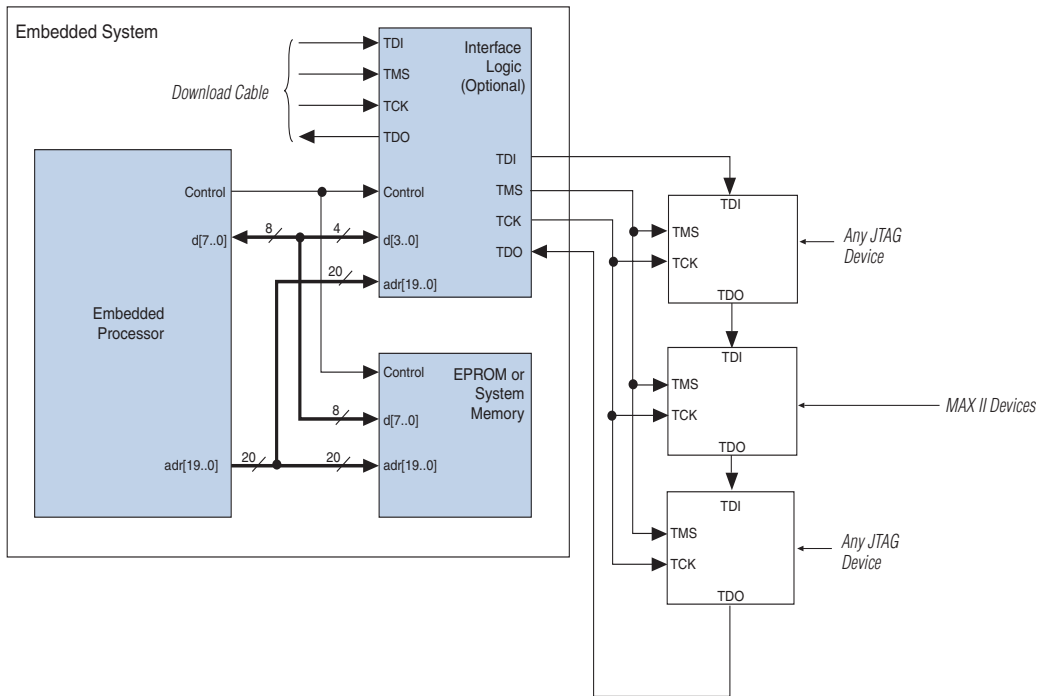 Embedded System
Download Cable
TDI
TMS
TCK
TDO
Interface
Logic
(Optional)
TDI
TMS
TCK
TDO
Control
d[3..0]
adr[19..0]
Control
d[7..0]
Embedded
Processor
adr[19..0]
8
4
20
8
20
20
Control
d[7..0]
adr[19..0]
EPROM or
System
Memory
TDI
TMS
TCK
TDO
Any JTAG
Device
TDI
TMS
TCK
TDO
MAX II Devices
TDI
TMS
TCK
TDO
Any JTAG
Device